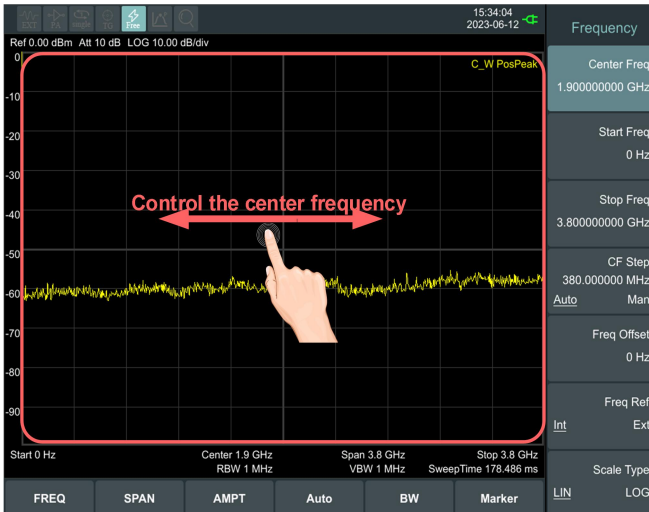 EXT PA single TG Free
15:34:04
2023-06-12
Ref 0.00 dBm Att 10 dB LOG 10.00 dB/div
C_W PosPeak
0
-10
-20
-30
-40
-50
-60
-70
-80
-90
Control the center frequency
Start 0 Hz Center 1.9 GHz Span 3.8 GHz Stop 3.8 GHz
RBW 1 MHz VBW 1 MHz SweepTime 178.486 ms
FREQ SPAN AMPT Auto BW Marker
Frequency
Center Freq
1.900000000 GHz
Start Freq
0 Hz
Stop Freq
3.800000000 GHz
CF Step
380.000000 MHz
Auto Man
Freq Offset
0 Hz
Freq Ref
Int Ext
Scale Type
LIN LOG